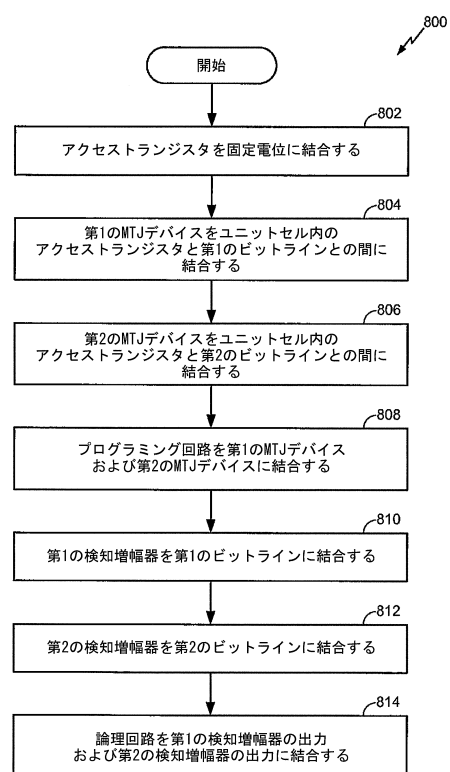 800
開始
802
アクセストランジスタを固定電位に結合する
804
第1のMTJデバイスをユニットセル内の
アクセストランジスタと第1のビットラインとの間に
結合する
806
第2のMTJデバイスをユニットセル内の
アクセストランジスタと第2のビットラインとの間に
結合する
808
プログラミング回路を第1のMTJデバイス
および第2のMTJデバイスに結合する
810
第1の検知増幅器を第1のビットラインに結合する
812
第2の検知増幅器を第2のビットラインに結合する
814
論理回路を第1の検知増幅器の出力
および第2の検知増幅器の出力に結合する